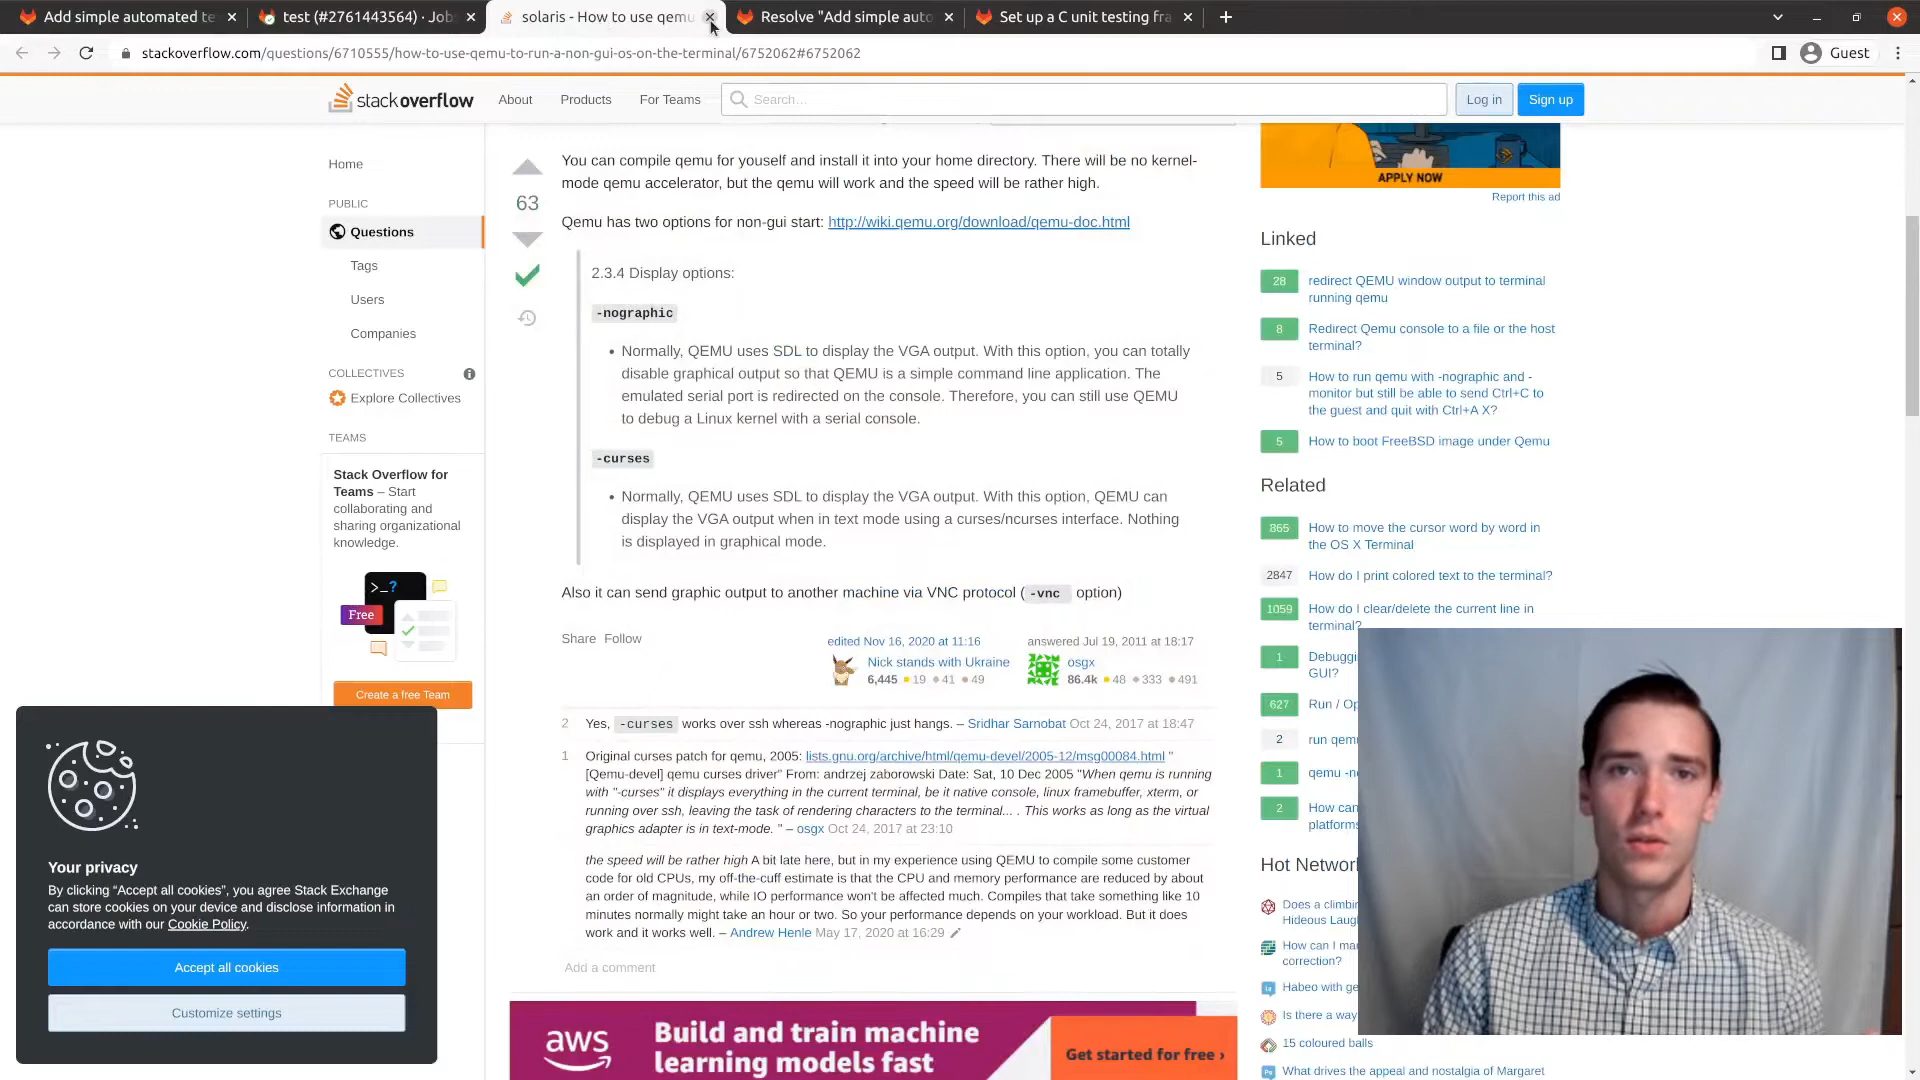 Add simple automated te
test (#2761443564) · Job
solaris - How to use qemu
Resolve "Add simple auto
Set up a C unit testing fra
stackoverflow.com/questions/6710555/how-to-use-qemu-to-run-a-non-gui-os-on-the-terminal/6752062#6752062
Guest
stackoverflow
About
Products
For Teams
Search…
Log in
Sign up
Home
PUBLIC
Questions
Tags
Users
Companies
COLLECTIVES
Explore Collectives
TEAMS
Stack Overflow for
Teams – Start
collaborating and
sharing organizational
knowledge.
>_?
Free
Create a free Team
You can compile qemu for youself and install it into your home directory. There will be no kernel-
mode qemu accelerator, but the qemu will work and the speed will be rather high.
63
Qemu has two options for non-gui start: http://wiki.qemu.org/download/qemu-doc.html
2.3.4 Display options:
-nographic
• Normally, QEMU uses SDL to display the VGA output. With this option, you can totally
disable graphical output so that QEMU is a simple command line application. The
emulated serial port is redirected on the console. Therefore, you can still use QEMU
to debug a Linux kernel with a serial console.
-curses
• Normally, QEMU uses SDL to display the VGA output. With this option, QEMU can
display the VGA output when in text mode using a curses/ncurses interface. Nothing
is displayed in graphical mode.
Also it can send graphic output to another machine via VNC protocol ( -vnc option)
Share Follow
edited Nov 16, 2020 at 11:16
Nick stands with Ukraine
6,445 19 41 49
answered Jul 19, 2011 at 18:17
osgx
86.4k 48 333 491
2 Yes, -curses works over ssh whereas -nographic just hangs. – Sridhar Sarnobat Oct 24, 2017 at 18:47
1 Original curses patch for qemu, 2005: lists.gnu.org/archive/html/qemu-devel/2005-12/msg00084.html "
[Qemu-devel] qemu curses driver" From: andrzej zaborowski Date: Sat, 10 Dec 2005 "When qemu is running
with "-curses" it displays everything in the current terminal, be it native console, linux framebuffer, xterm, or
running over ssh, leaving the task of rendering characters to the terminal... . This works as long as the virtual
graphics adapter is in text-mode. " – osgx Oct 24, 2017 at 23:10
the speed will be rather high A bit late here, but in my experience using QEMU to compile some customer
code for old CPUs, my off-the-cuff estimate is that the CPU and memory performance are reduced by about
an order of magnitude, while IO performance won't be affected much. Compiles that take something like 10
minutes normally might take an hour or two. So your performance depends on your workload. But it does
work and it works well. – Andrew Henle May 17, 2020 at 16:29
Add a comment
aws
Build and train machine
learning models fast
Get started for free ›
APPLY NOW
Report this ad
Linked
28 redirect QEMU window output to terminal
running qemu
8 Redirect Qemu console to a file or the host
terminal?
5 How to run qemu with -nographic and -
monitor but still be able to send Ctrl+C to
the guest and quit with Ctrl+A X?
5 How to boot FreeBSD image under Qemu
Related
865 How to move the cursor word by word in
the OS X Terminal
2847 How do I print colored text to the terminal?
1059 How do I clear/delete the current line in
terminal?
1 Debuggi
GUI?
627 Run / Op
2 run qem
1 qemu -n
2 How can
platforms
Hot Networ
Does a climbin
Hideous Laugh
How can I ma
correction?
Habeo with ge
Is there a way
15 coloured balls
What drives the appeal and nostalgia of Margaret
Your privacy
By clicking “Accept all cookies”, you agree Stack Exchange
can store cookies on your device and disclose information in
accordance with our Cookie Policy.
Accept all cookies
Customize settings